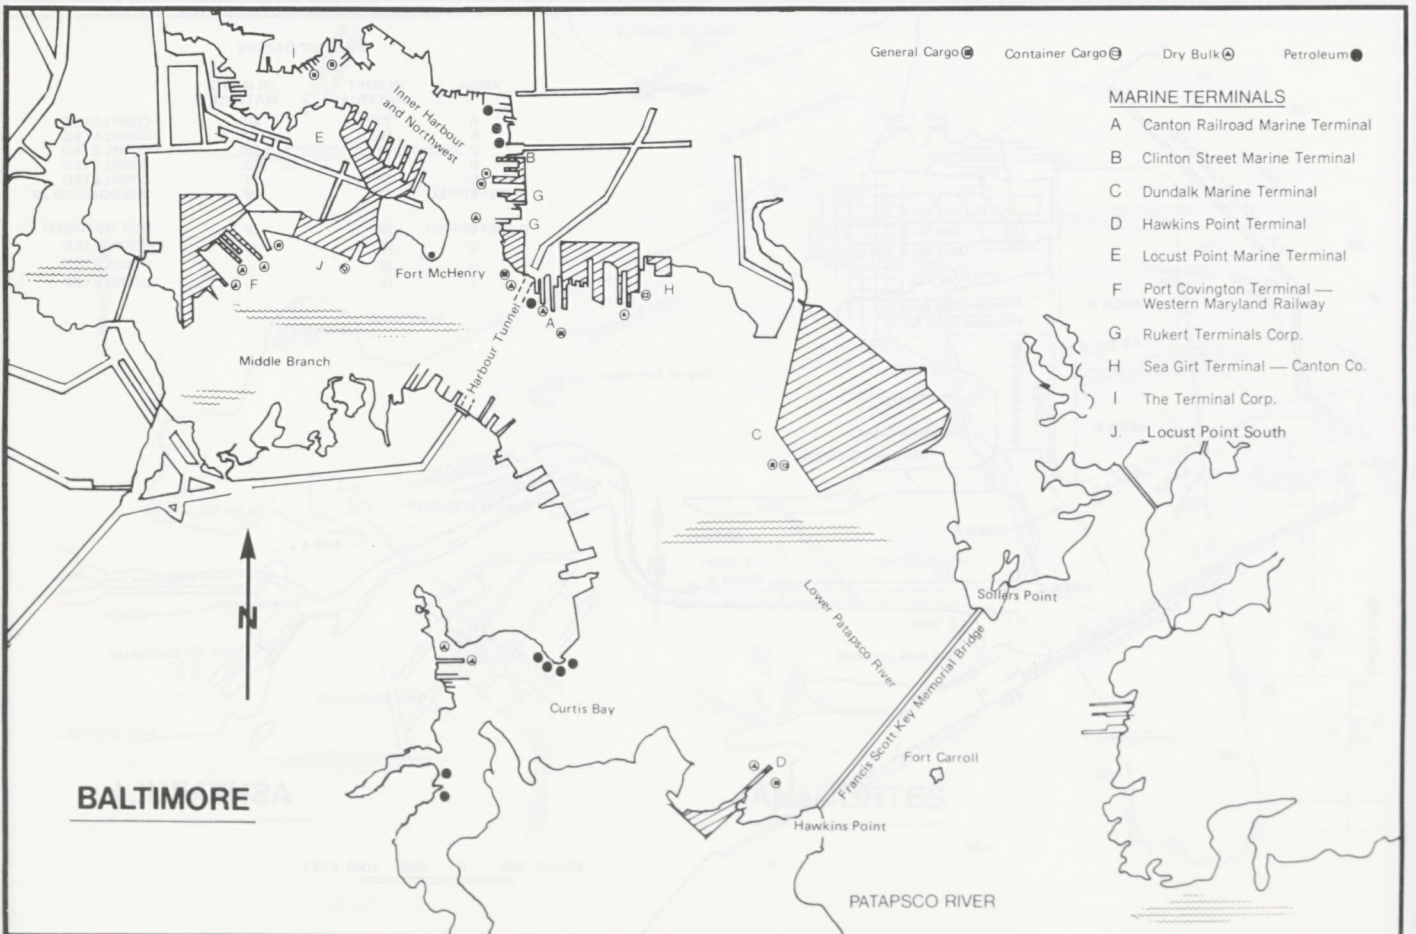 General Cargo
Container Cargo
Dry Bulk
Petroleum
MARINE TERMINALS
A Canton Railroad Marine Terminal
B Clinton Street Marine Terminal
C Dundalk Marine Terminal
D Hawkins Point Terminal
E Locust Point Marine Terminal
F Port Covington Terminal —
Western Maryland Railway
G Rukert Terminals Corp.
H Sea Girt Terminal — Canton Co.
I The Terminal Corp.
J. Locust Point South
I
Inner Harbour
and Northwest
E
B
G
G
J
Fort McHenry
F
H
A
Harbour Tunnel
Middle Branch
C
N
Sollers Point
Lower Patapsco River
Francis Scott Key Memorial Bridge
Curtis Bay
D
Fort Carroll
BALTIMORE
Hawkins Point
PATAPSCO RIVER